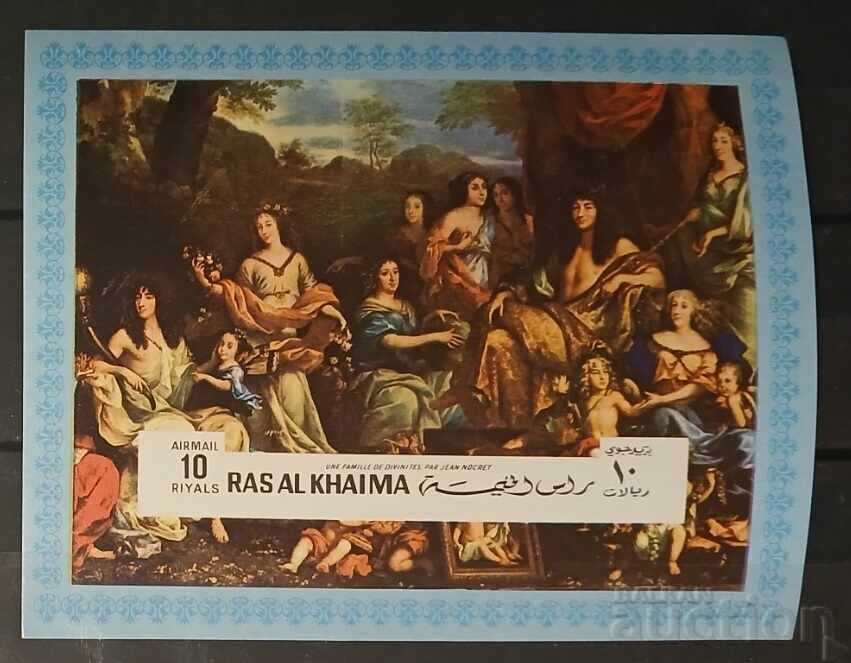 AIRMAIL
10
RIYALS
UNE FAMILLE DE DIVINITES, PAR JEAN NOCRET
RAS AL KHAIMA
راس الخيمة
بريد جوي
١٠
ريالات
BALKAN
auction